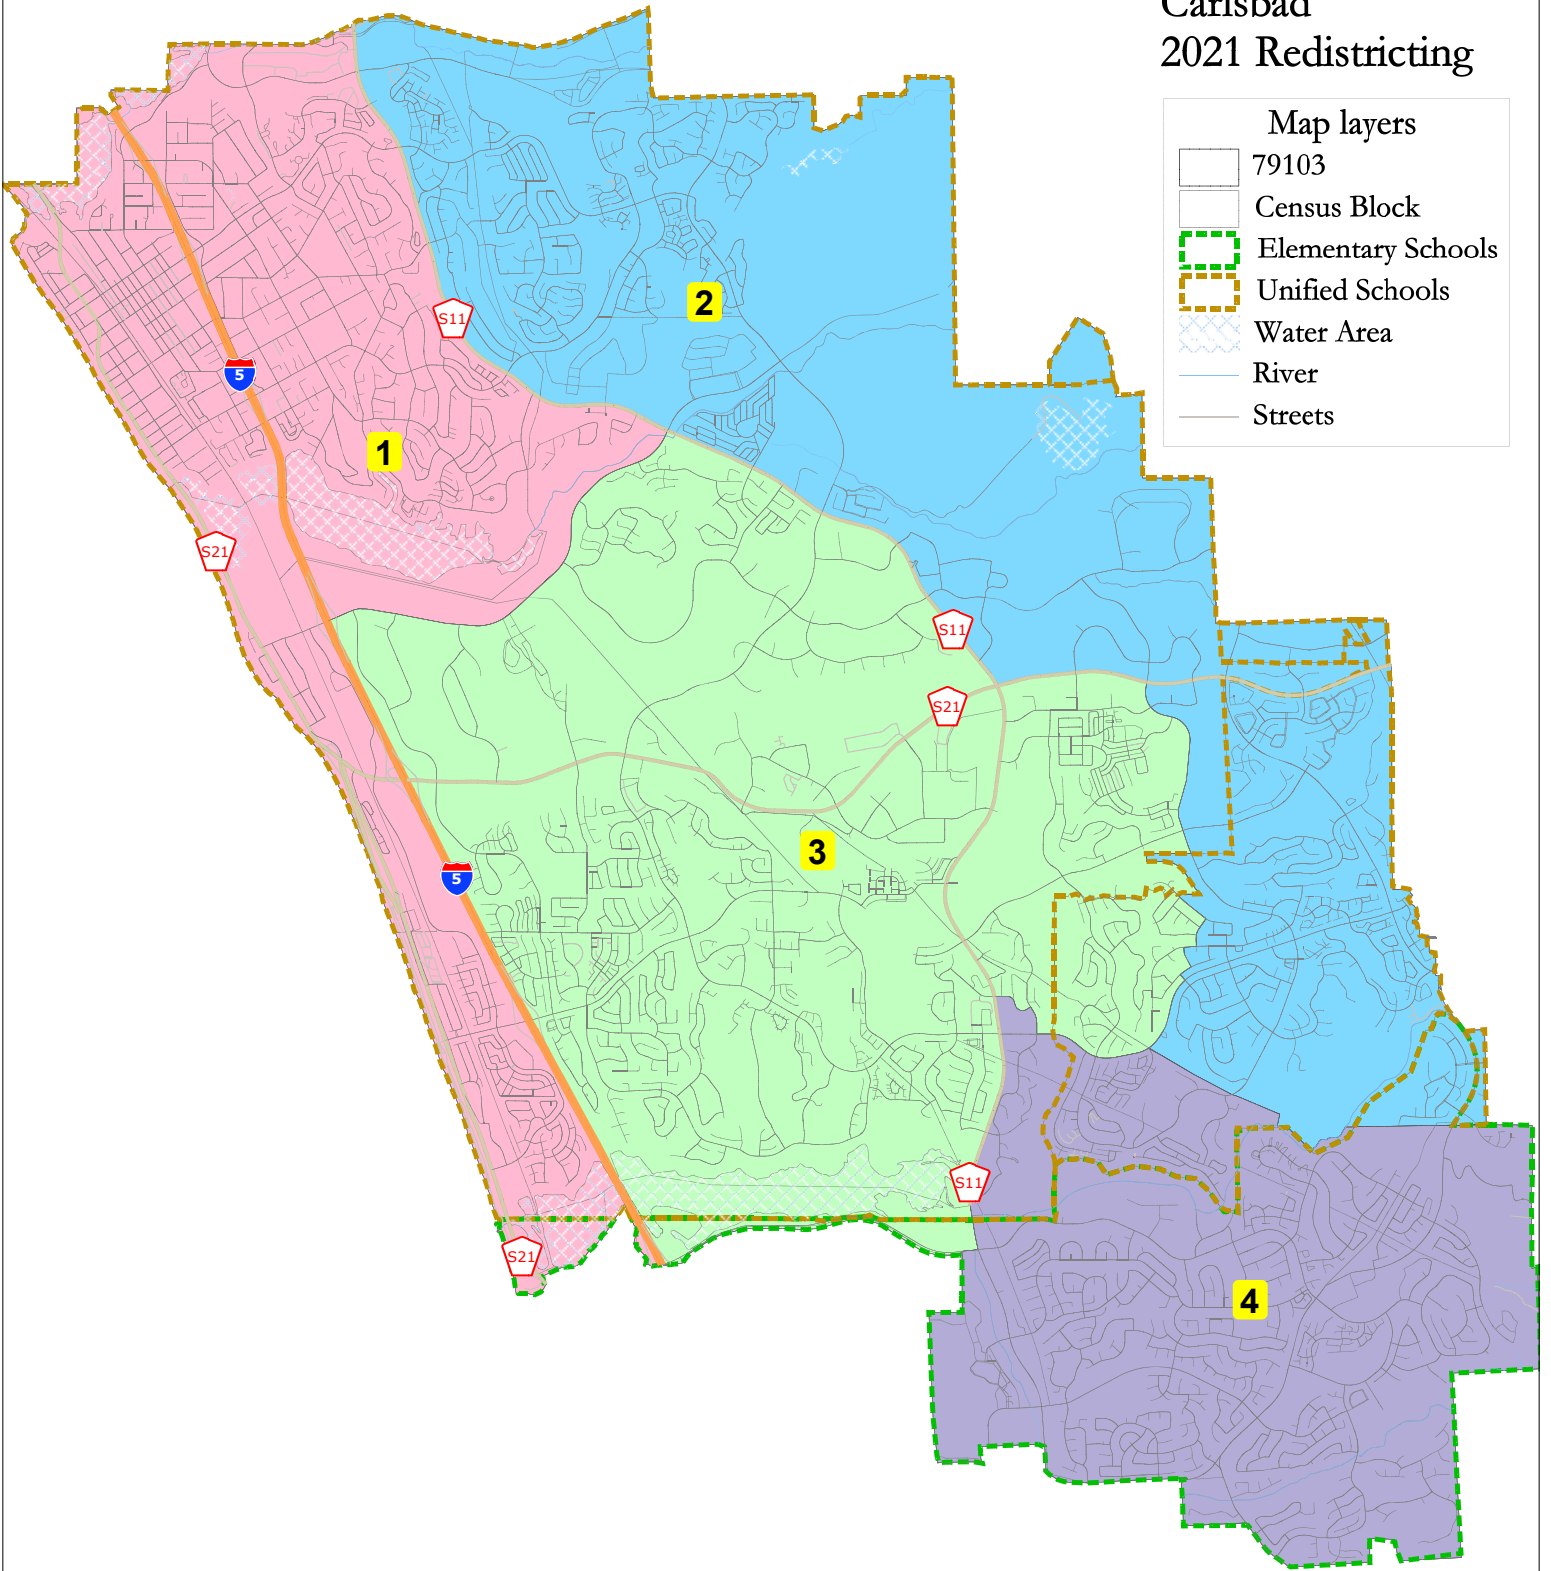 Carlsbad
2021 Redistricting
Map layers
79103
Census Block
Elementary Schools
Unified Schools
Water Area
River
Streets
2
S11
5
1
S21
S11
S21
3
5
S11
S21
4